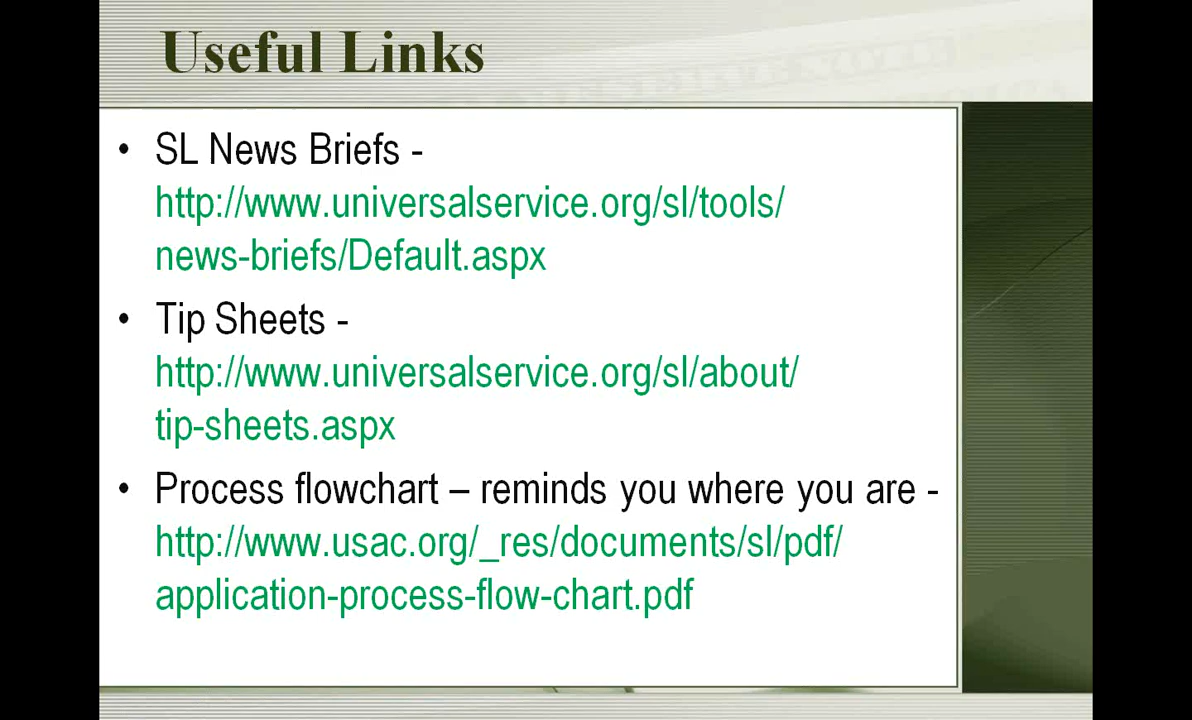 Useful Links
• SL News Briefs -
http://www.universalservice.org/sl/tools/
news-briefs/Default.aspx
• Tip Sheets -
http://www.universalservice.org/sl/about/
tip-sheets.aspx
• Process flowchart – reminds you where you are -
http://www.usac.org/_res/documents/sl/pdf/
application-process-flow-chart.pdf